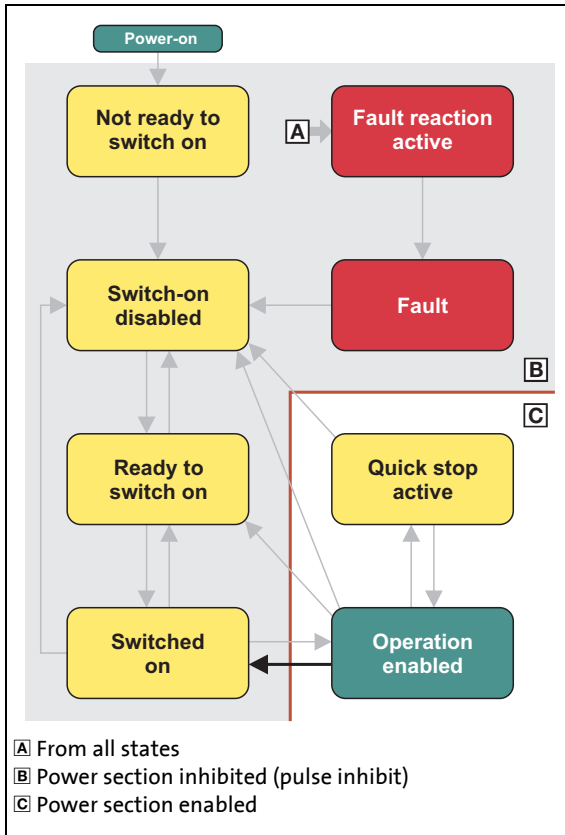 Power-on
Not ready to
switch on
A
Fault reaction
active
Switch-on
disabled
Fault
B
C
Ready to
switch on
Quick stop
active
Switched
on
Operation
enabled
A From all states
B Power section inhibited (pulse inhibit)
C Power section enabled